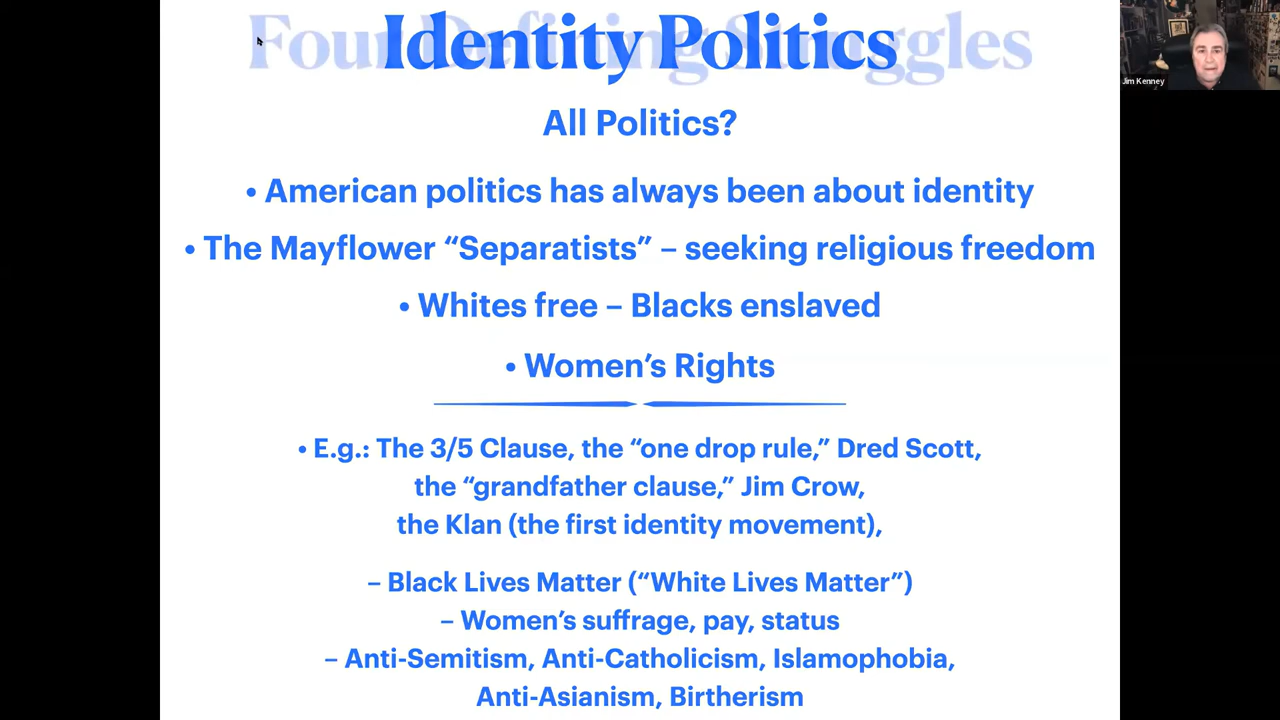 Four Defining Struggles
Identity Politics
Jim Kenney
All Politics?
• American politics has always been about identity
• The Mayflower “Separatists” – seeking religious freedom
• Whites free – Blacks enslaved
• Women’s Rights
• E.g.: The 3/5 Clause, the “one drop rule,” Dred Scott,
the “grandfather clause,” Jim Crow,
the Klan (the first identity movement),
– Black Lives Matter (“White Lives Matter”)
– Women’s suffrage, pay, status
– Anti-Semitism, Anti-Catholicism, Islamophobia,
Anti-Asianism, Birtherism